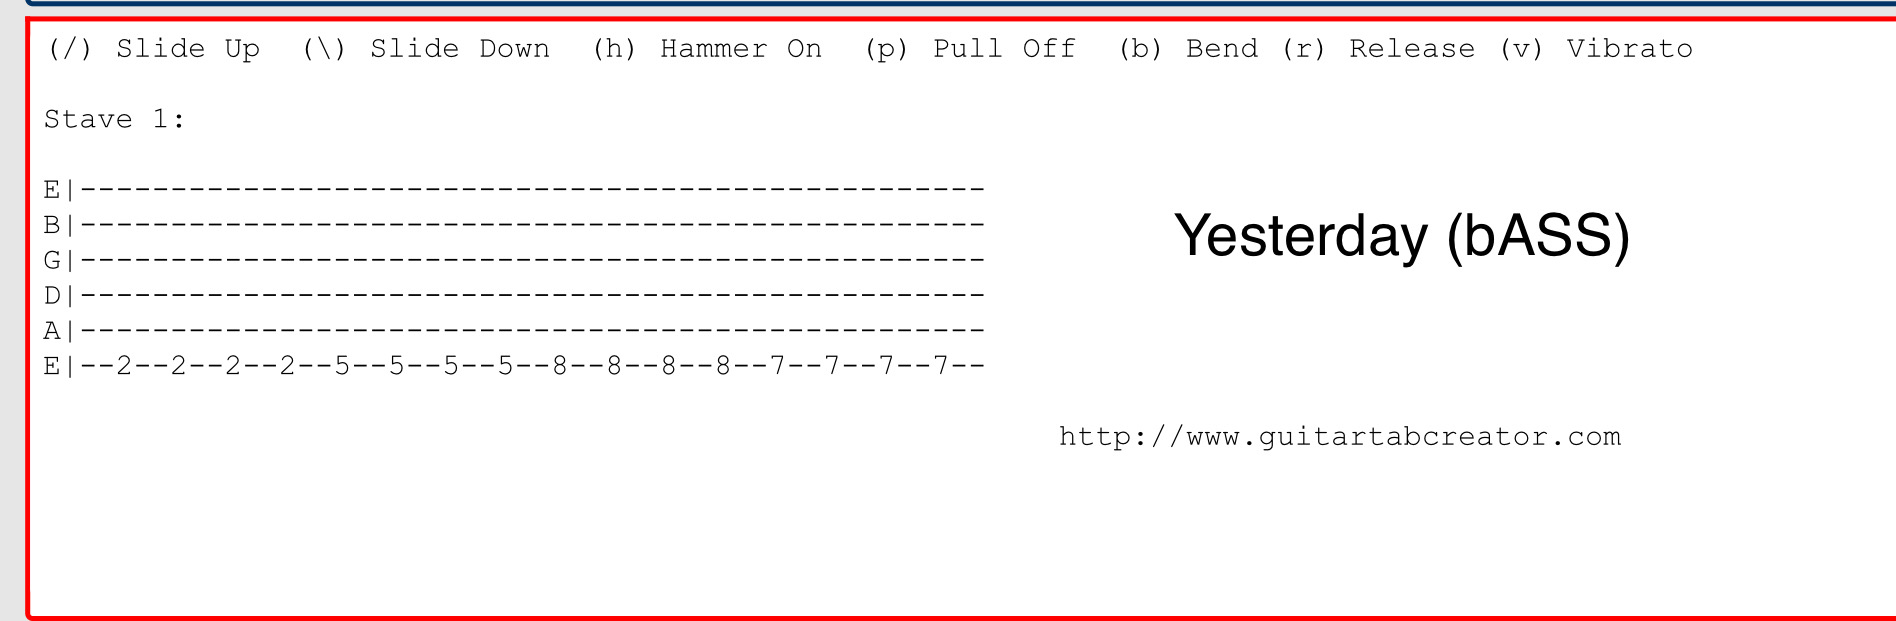 (/) Slide Up  (\) Slide Down  (h) Hammer On  (p) Pull Off  (b) Bend (r) Release (v) Vibrato
Stave 1:
E|--------------------------------------------------
B|--------------------------------------------------
G|--------------------------------------------------
D|--------------------------------------------------
A|--------------------------------------------------
E|--2--2--2--2--5--5--5--5--8--8--8--8--7--7--7--7--
Yesterday (bASS)
http://www.guitartabcreator.com